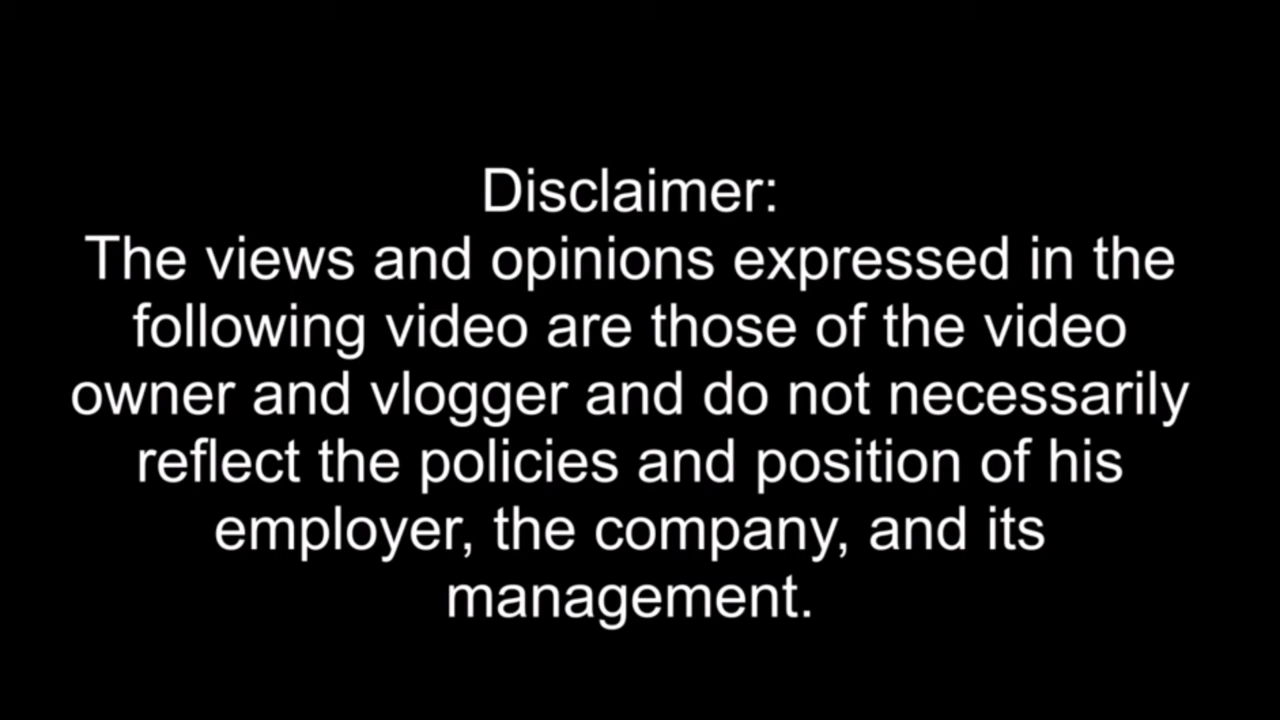 Disclaimer:
The views and opinions expressed in the
following video are those of the video
owner and vlogger and do not necessarily
reflect the policies and position of his
employer, the company, and its
management.